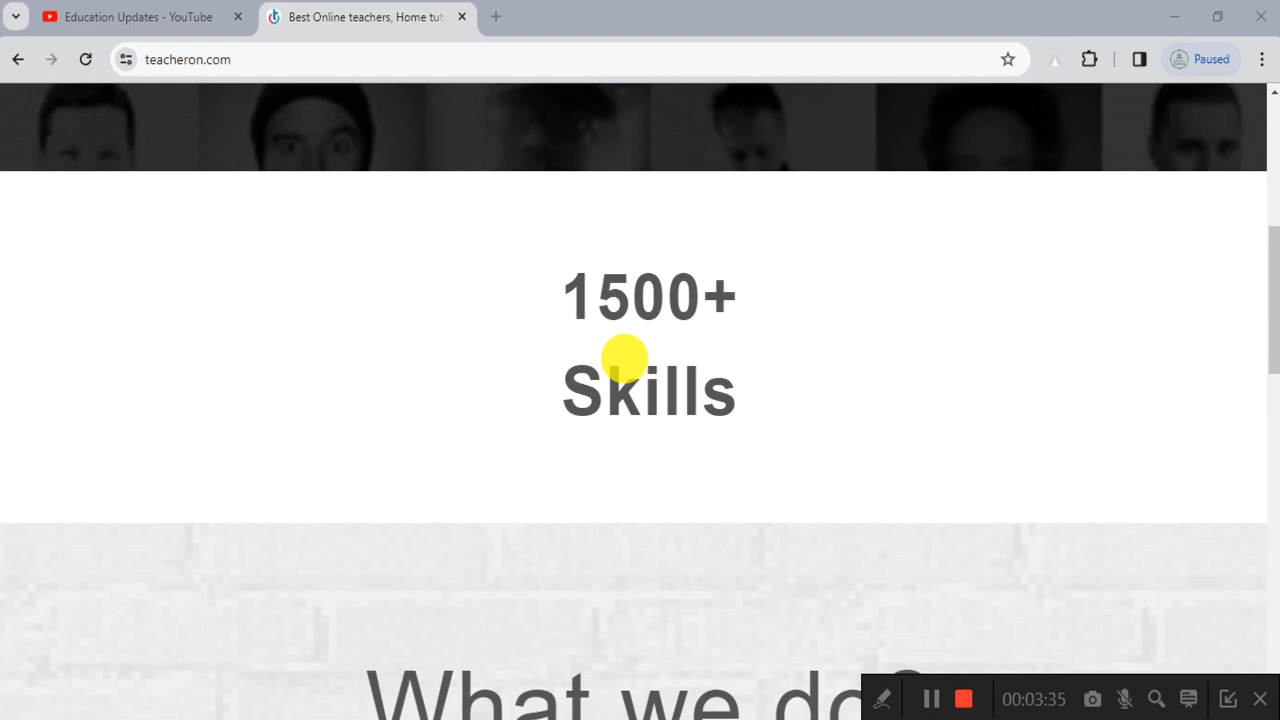 Education Updates - YouTube
Best Online teachers, Home tut
teacheron.com
Paused
1500+
Skills
What we do?
00:03:35